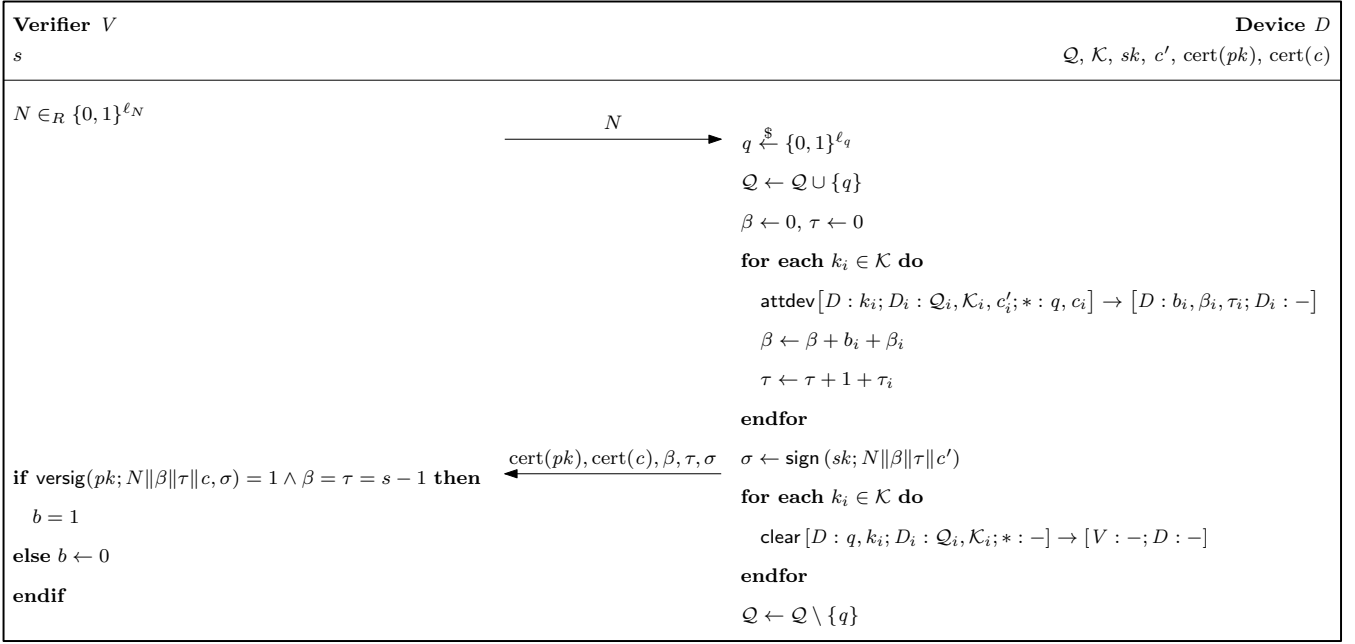 Verifier V Device D
s Q, K, sk, c′, cert(pk), cert(c)
N ∈_R {0, 1}^{ℓ_N}
N
q ←$ {0, 1}^{ℓ_q}
Q ← Q ∪ {q}
β ← 0, τ ← 0
for each k_i ∈ K do
attdev[D : k_i; D_i : Q_i, K_i, c′_i; ∗ : q, c_i] → [D : b_i, β_i, τ_i; D_i : −]
β ← β + b_i + β_i
τ ← τ + 1 + τ_i
endfor
cert(pk), cert(c), β, τ, σ
σ ← sign (sk; N‖β‖τ‖c′)
if versig(pk; N‖β‖τ‖c, σ) = 1 ∧ β = τ = s − 1 then
for each k_i ∈ K do
b = 1
clear [D : q, k_i; D_i : Q_i, K_i; ∗ : −] → [V : −; D : −]
else b ← 0
endfor
endif
Q ← Q \ {q}